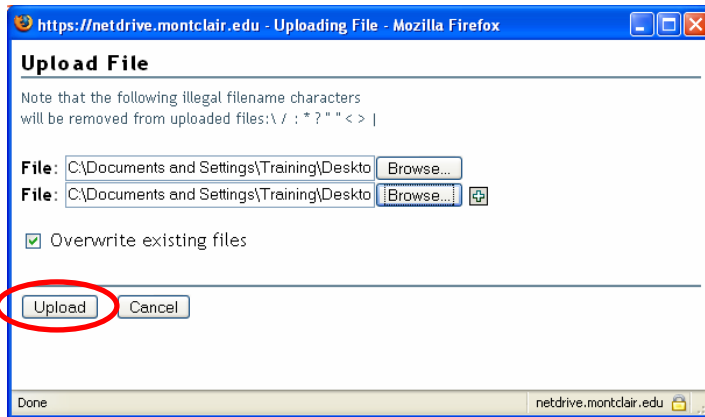 https://netdrive.montclair.edu - Uploading File - Mozilla Firefox
Upload File
Note that the following illegal filename characters
will be removed from uploaded files:\ / : * ? " " < > |
File: C:\Documents and Settings\Training\Deskto Browse...
File: C:\Documents and Settings\Training\Deskto Browse...
Overwrite existing files
Upload Cancel
Done netdrive.montclair.edu